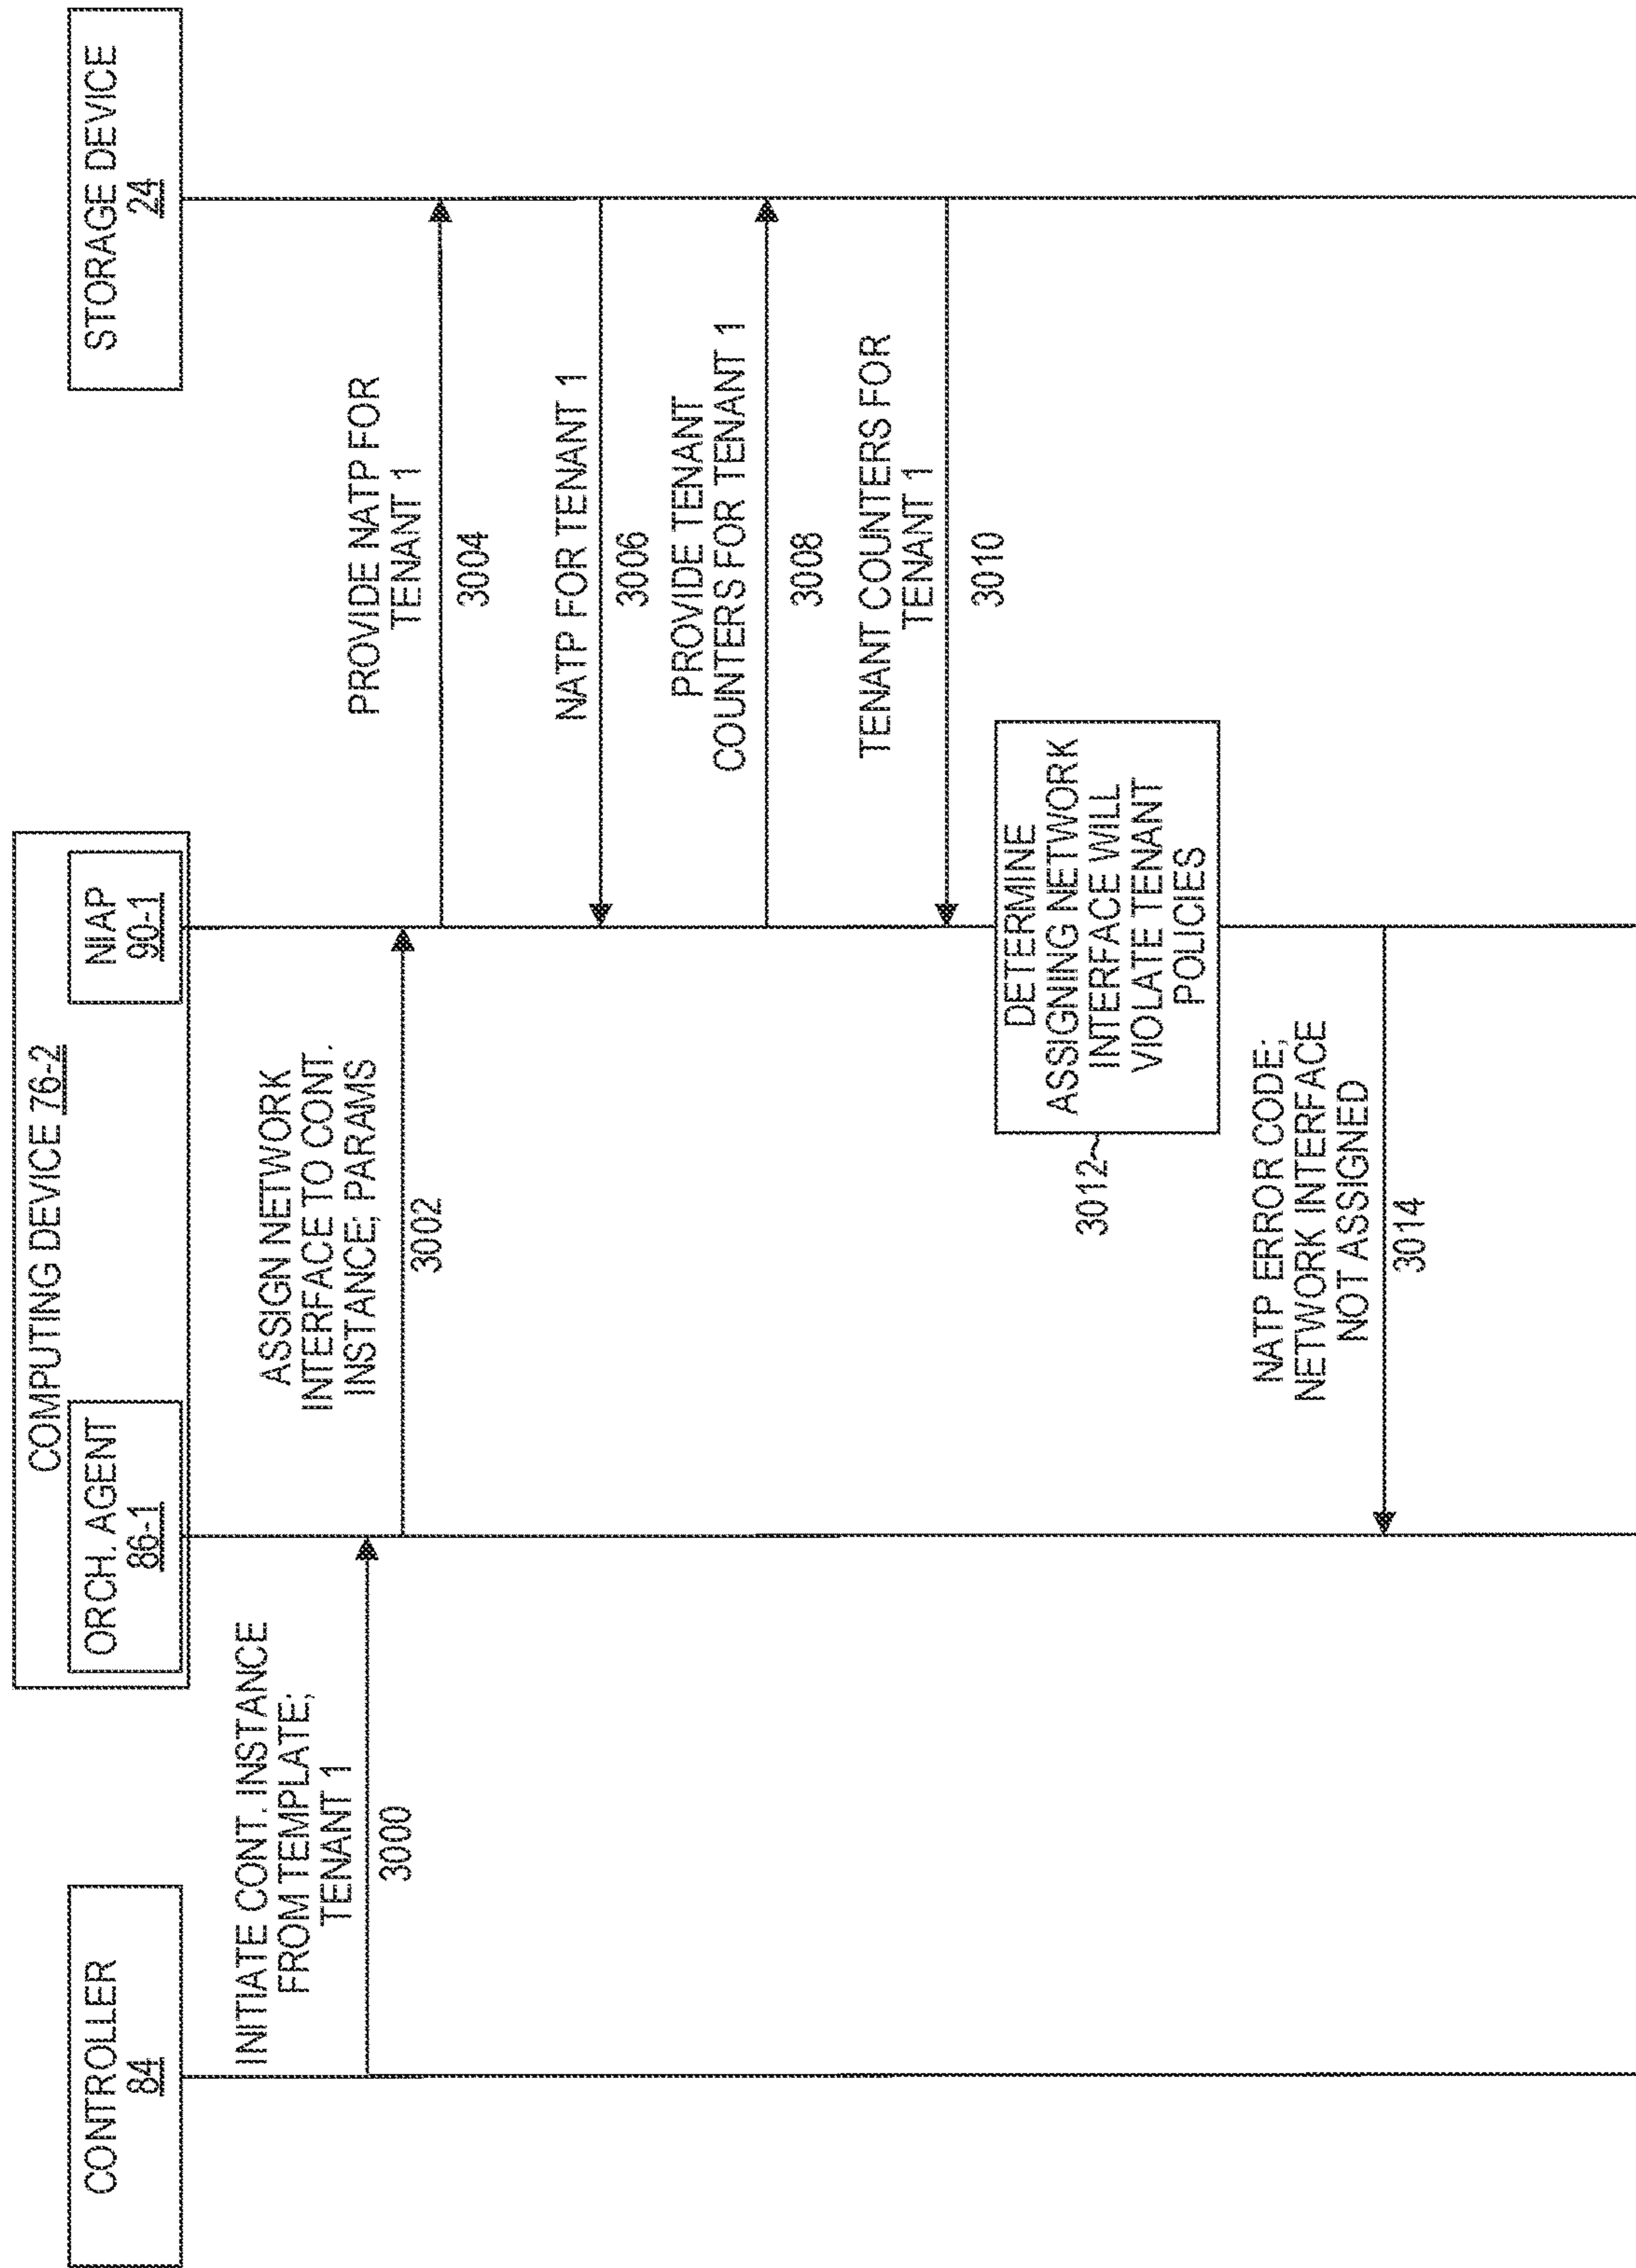 CONTROLLER
84
COMPUTING DEVICE 76-2
ORCH. AGENT
86-1
NIAP
90-1
STORAGE DEVICE
24
INITIATE CONT. INSTANCE
FROM TEMPLATE;
TENANT 1
3000
ASSIGN NETWORK
INTERFACE TO CONT.
INSTANCE; PARAMS
3002
PROVIDE NATP FOR
TENANT 1
3004
NATP FOR TENANT 1
3006
PROVIDE TENANT
COUNTERS FOR TENANT 1
3008
TENANT COUNTERS FOR
TENANT 1
3010
DETERMINE
ASSIGNING NETWORK
INTERFACE WILL
VIOLATE TENANT
POLICIES
3012
NATP ERROR CODE;
NETWORK INTERFACE
NOT ASSIGNED
3014